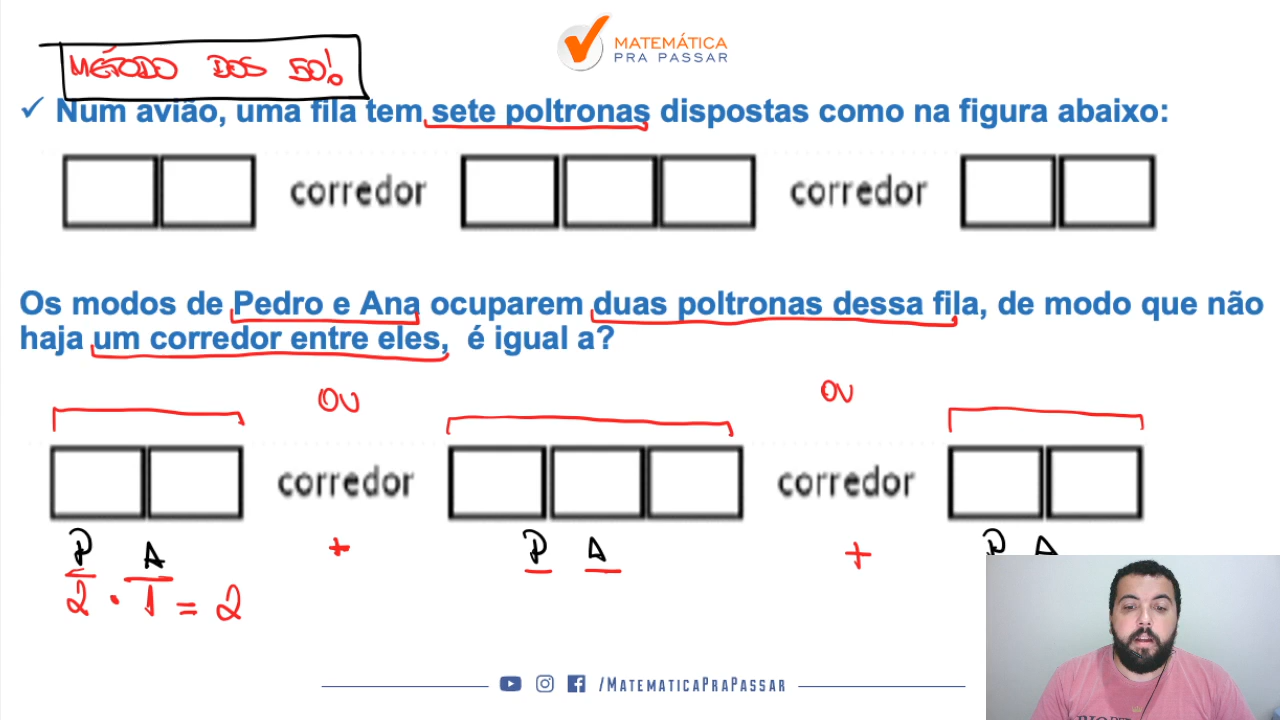 MATEMÁTICA
PRA PASSAR
MÉTODO DOS 50!
✓ Num avião, uma fila tem sete poltronas dispostas como na figura abaixo:
corredor corredor
Os modos de Pedro e Ana ocuparem duas poltronas dessa fila, de modo que não
haja um corredor entre eles, é igual a?
OU OU
corredor corredor
P A + P A + P A
2 · 1 = 2
/MATEMATICAPRAPASSAR